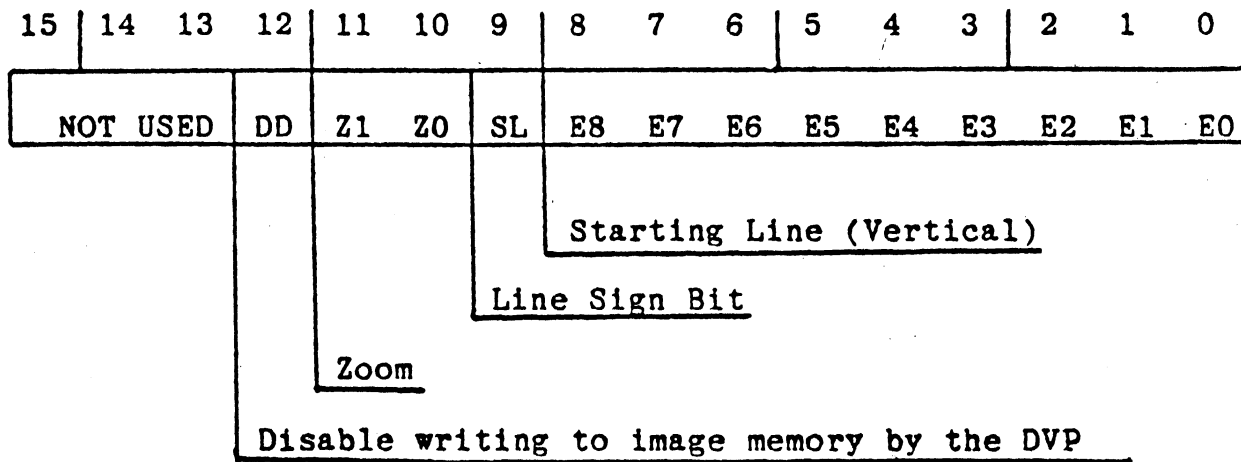 15 14 13 12 11 10 9 8 7 6 5 4 3 2 1 0
NOT USED DD Z1 Z0 SL E8 E7 E6 E5 E4 E3 E2 E1 E0
Starting Line (Vertical)
Line Sign Bit
Zoom
Disable writing to image memory by the DVP